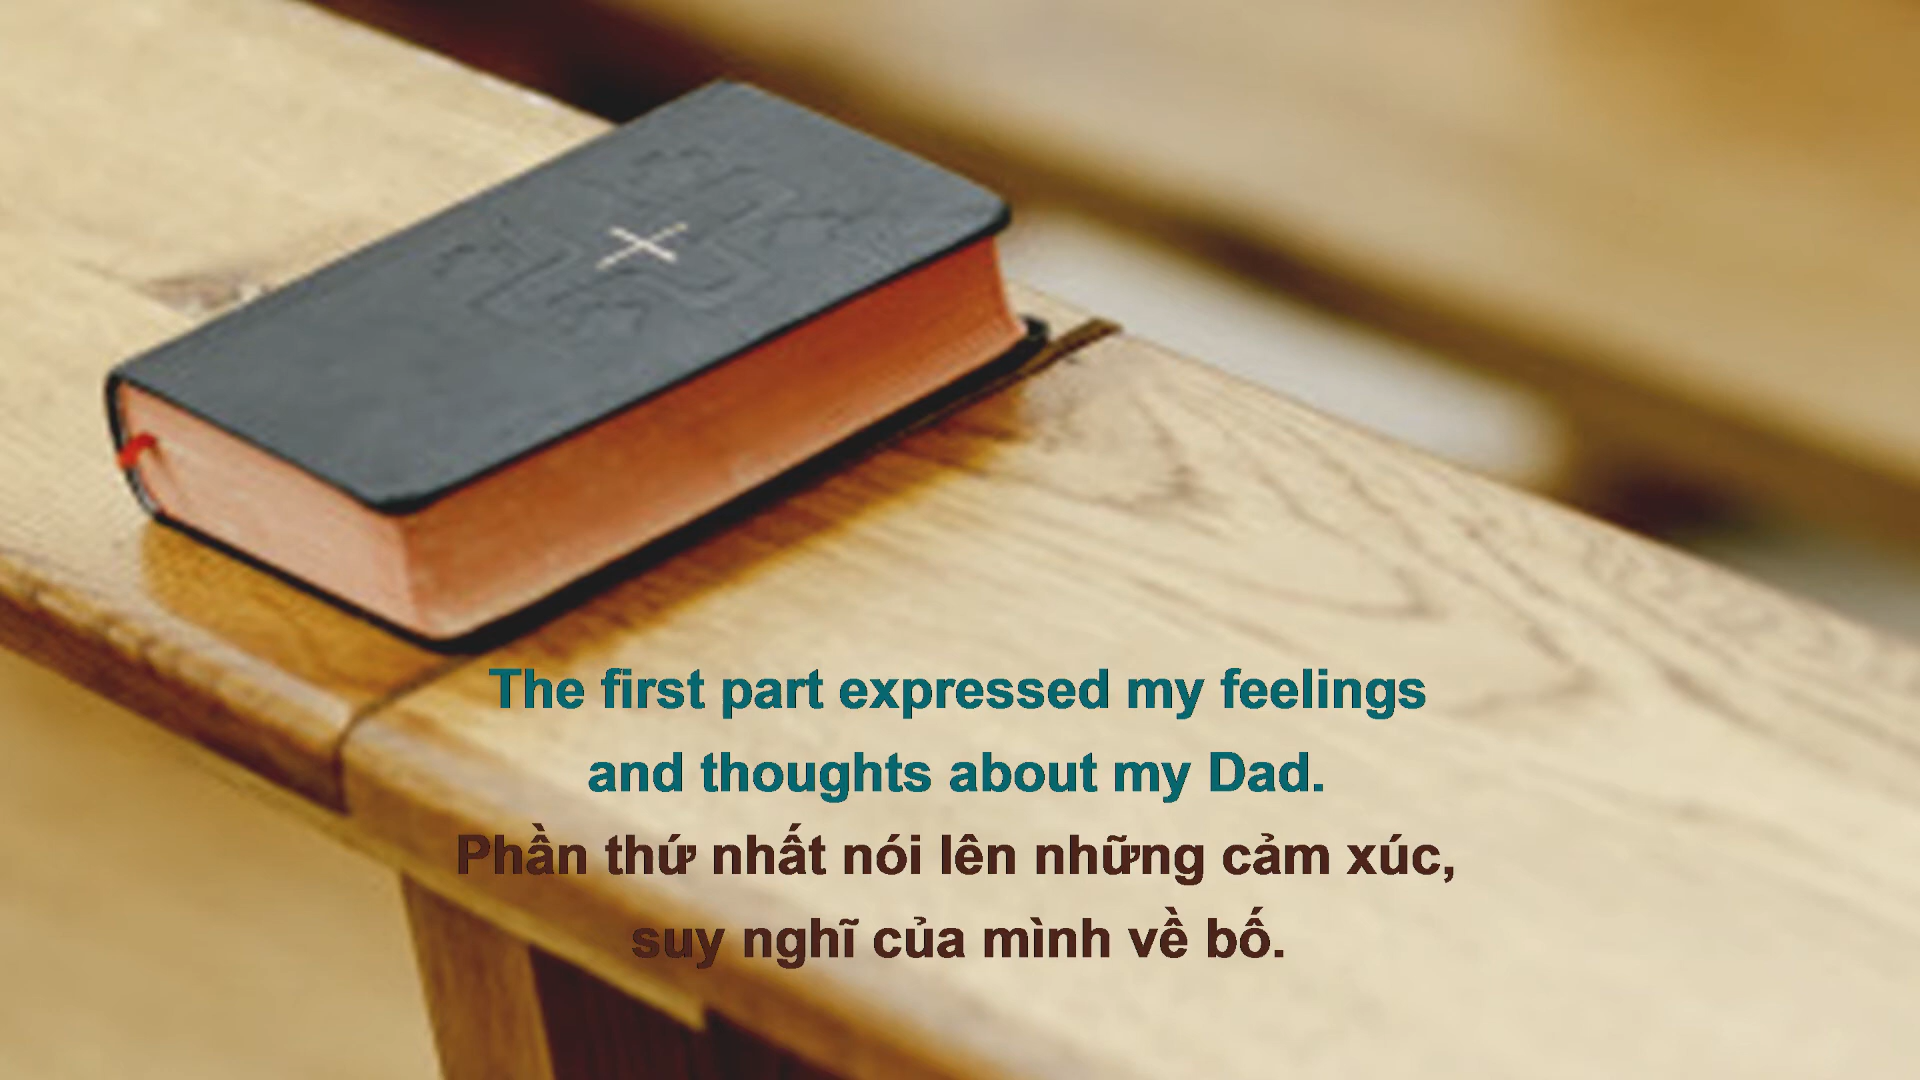 The first part expressed my feelings
and thoughts about my Dad.
Phần thứ nhất nói lên những cảm xúc,
suy nghĩ của mình về bố.